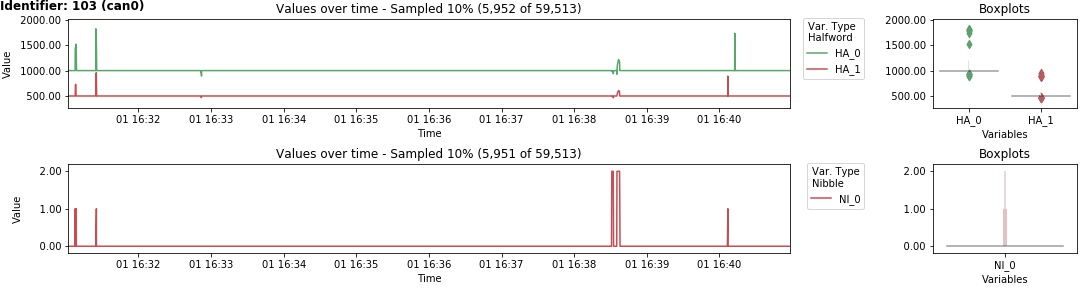 Identifier: 103 (can0)
Values over time - Sampled 10% (5,952 of 59,513)
Value
2000.00
1500.00
1000.00
500.00
01 16:32 01 16:33 01 16:34 01 16:35 01 16:36 01 16:37 01 16:38 01 16:39 01 16:40
Time
Var. Type
Halfword
HA_0
HA_1
Boxplots
2000.00
1500.00
1000.00
500.00
HA_0 HA_1
Variables
Values over time - Sampled 10% (5,951 of 59,513)
Value
2.00
1.00
0.00
01 16:32 01 16:33 01 16:34 01 16:35 01 16:36 01 16:37 01 16:38 01 16:39 01 16:40
Time
Var. Type
Nibble
NI_0
Boxplots
2.00
1.00
0.00
NI_0
Variables